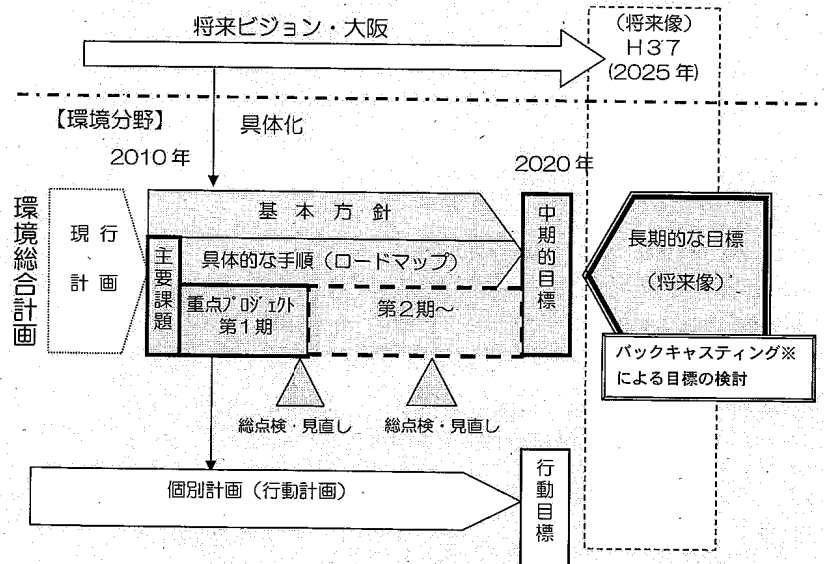 将来ビジョン・大阪
(将来像)
H37
(2025年)
【環境分野】
具体化
2010年
2020年
環境総合計画
現行
計画
基本方針
主要課題
具体的な手順(ロードマップ)
重点プロジェクト
第1期
第2期~
中期的目標
長期的な目標
(将来像)
バックキャスティング※
による目標の検討
総点検・見直し
総点検・見直し
個別計画(行動計画)
行動目標